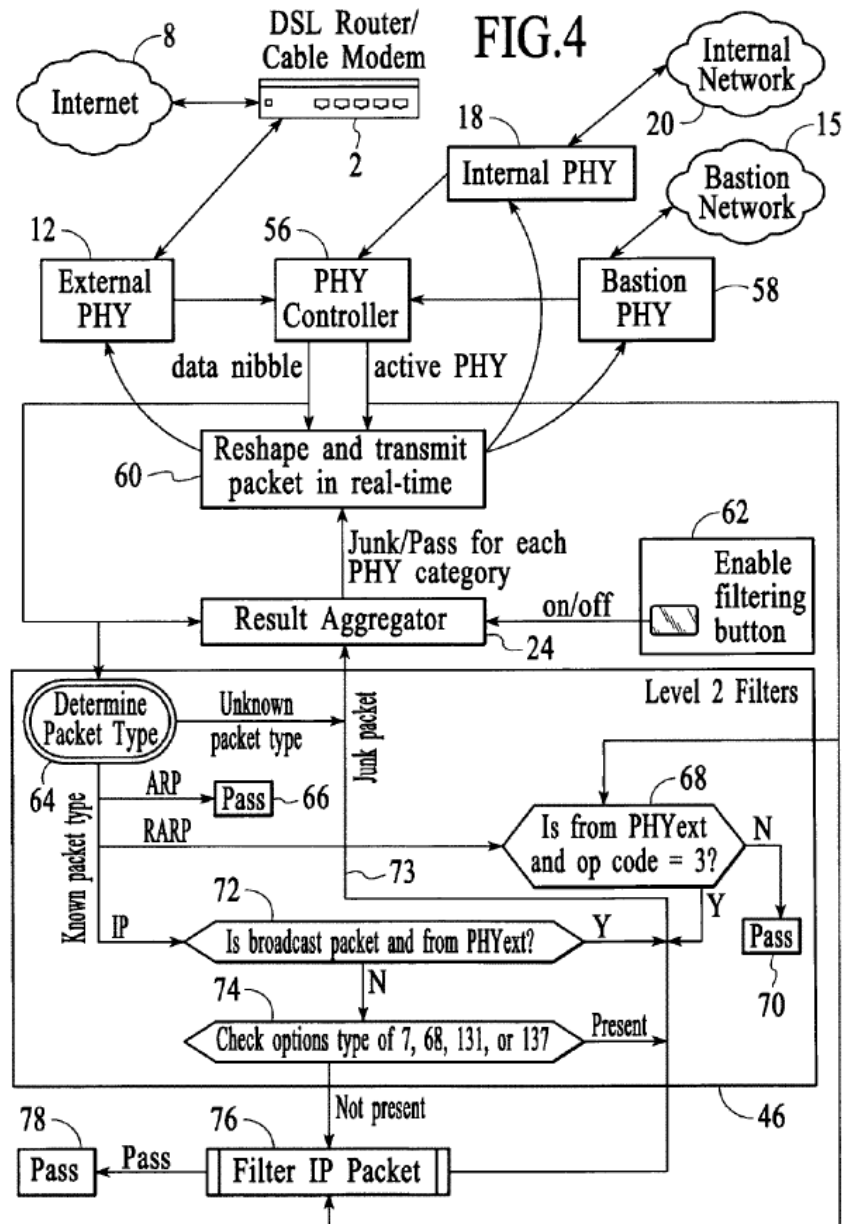 FIG.4
8
Internet
DSL Router/
Cable Modem
2
18
Internal PHY
Internal
Network
20
15
Bastion
Network
12
External
PHY
56
PHY
Controller
Bastion
PHY
58
data nibble
active PHY
60
Reshape and transmit
packet in real-time
Junk/Pass for each
PHY category
62
Enable
filtering
button
on/off
Result Aggregator
24
Level 2 Filters
Determine
Packet Type
64
Unknown
packet type
Junk packet
Known packet type
ARP
Pass
66
RARP
68
Is from PHYext
and op code = 3?
N
Y
Pass
70
73
72
IP
Is broadcast packet and from PHYext?
Y
N
74
Check options type of 7, 68, 131, or 137
Present
Not present
46
78
Pass
Pass
76
Filter IP Packet